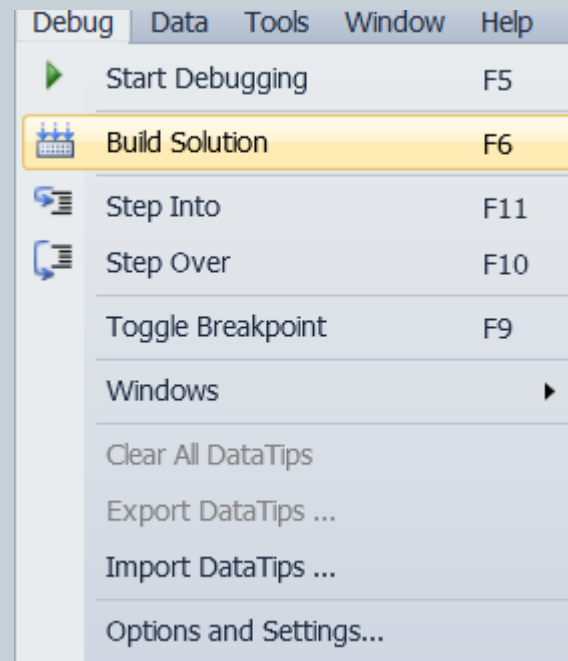 Debug Data Tools Window Help
Start Debugging F5
Build Solution F6
Step Into F11
Step Over F10
Toggle Breakpoint F9
Windows
Clear All DataTips
Export DataTips ...
Import DataTips ...
Options and Settings...